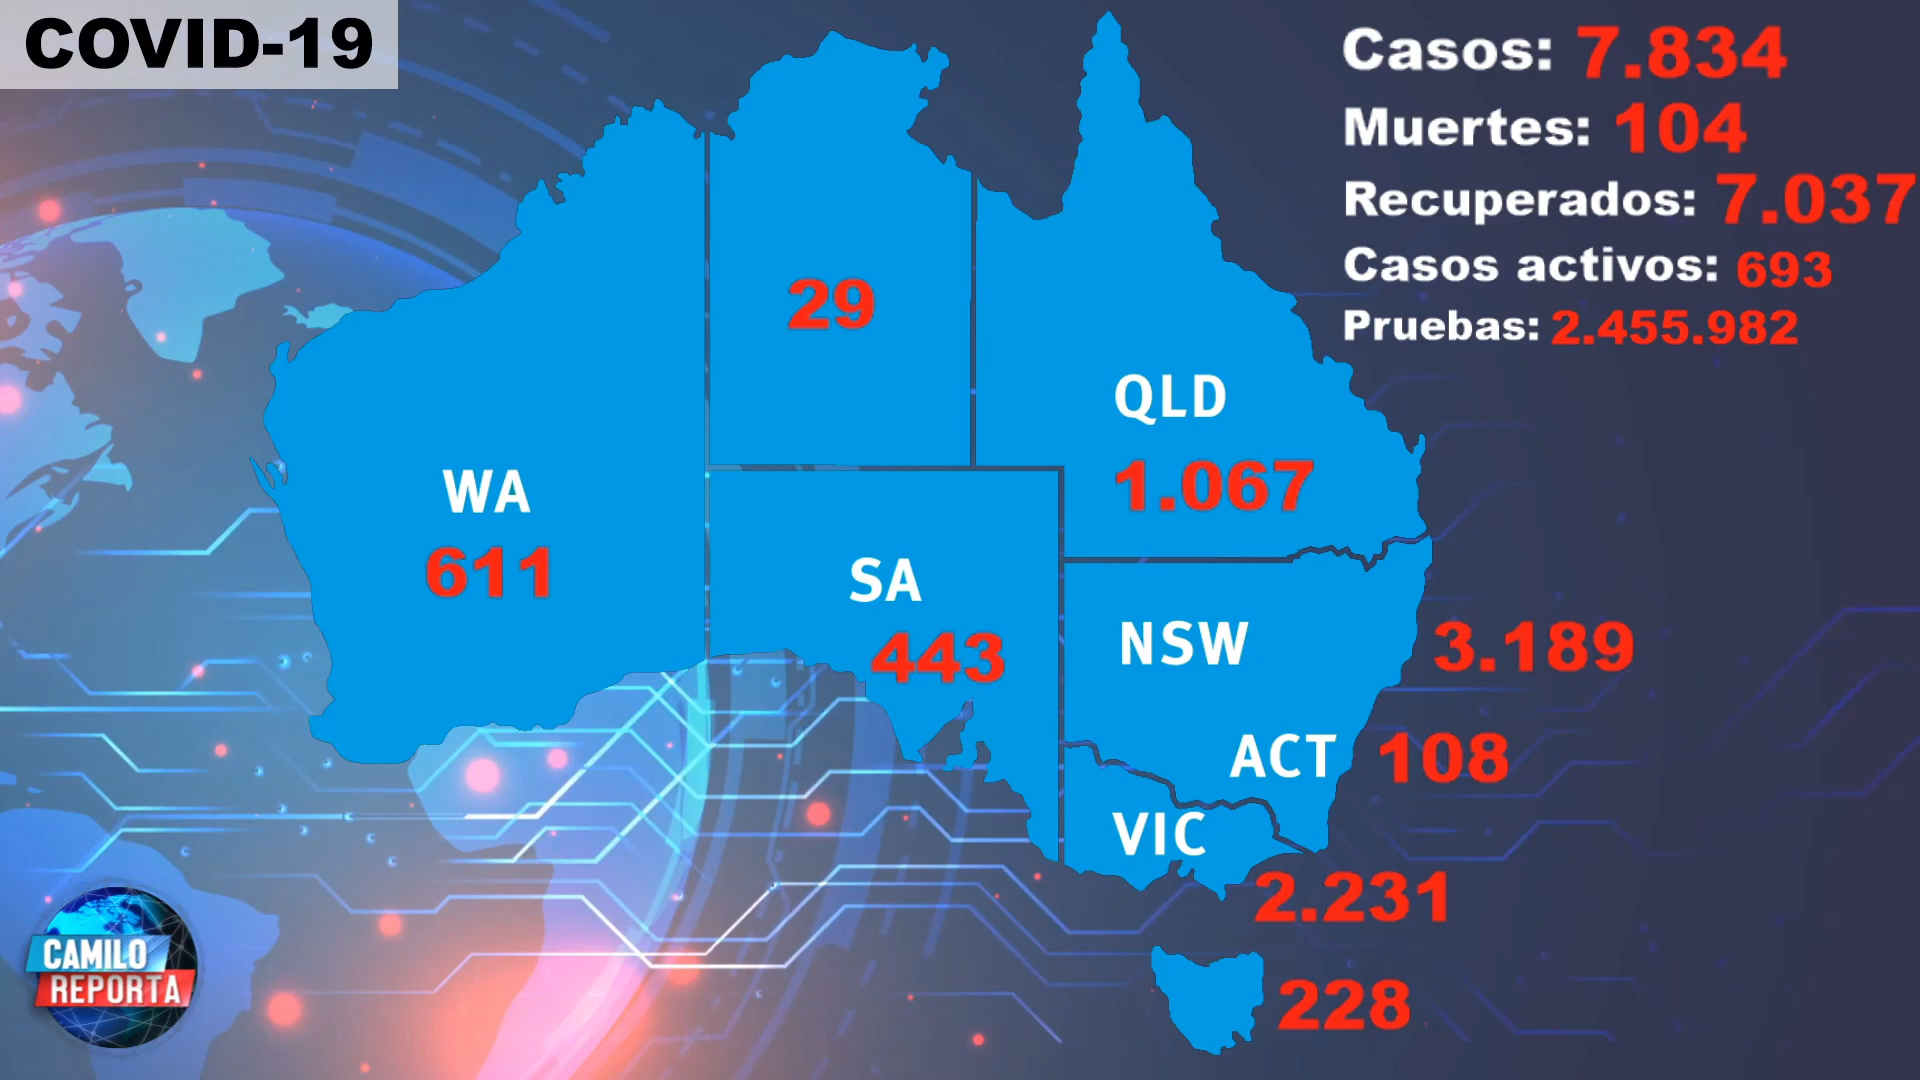 COVID-19
Casos: 7.834
Muertes: 104
Recuperados: 7.037
Casos activos: 693
Pruebas: 2.455.982
29
QLD
1.067
WA
611
SA
443
NSW 3.189
ACT 108
VIC
2.231
228
CAMILO
REPORTA